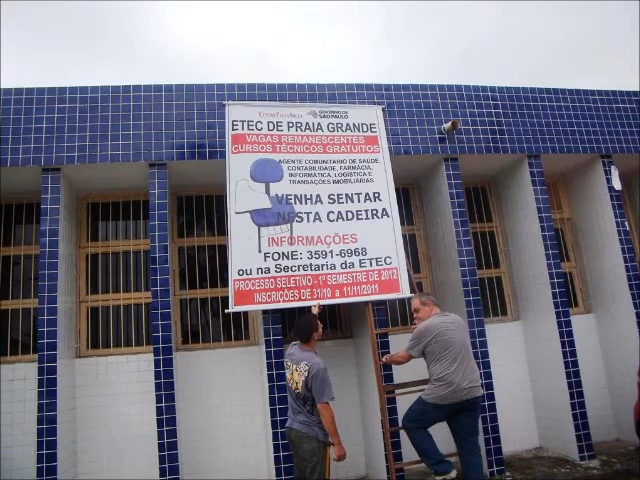 CENTRO PAULA SOUZA
GOVERNO DE
SÃO PAULO
ETEC DE PRAIA GRANDE
VAGAS REMANESCENTES
CURSOS TÉCNICOS GRATUITOS
AGENTE COMUNITARIO DE SAÚDE,
CONTABILIDADE, FARMÁCIA,
INFORMÁTICA, LOGÍSTICA E
TRANSAÇÕES IMOBILIÁRIAS
VENHA SENTAR
NESTA CADEIRA
INFORMAÇÕES
FONE: 3591-6968
ou na Secretaria da ETEC
PROCESSO SELETIVO - 1º SEMESTRE DE 2012
INSCRIÇÕES DE 31/10 a 11/11/2011